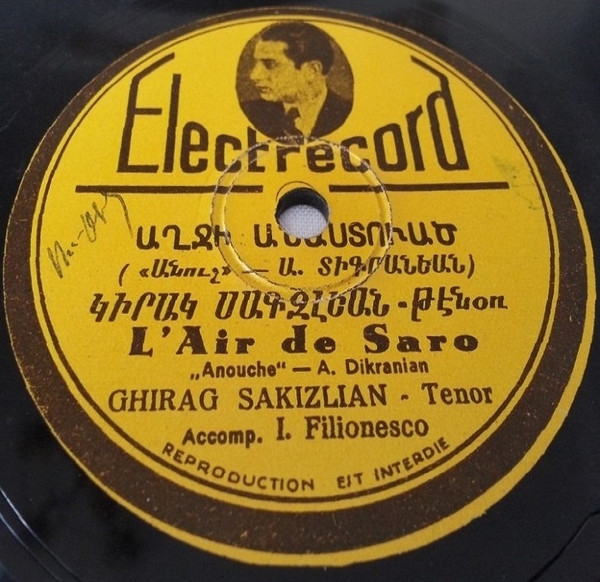 Electrecord
ԱՂՋԻ ԱՆԱՍՏՈՒԱԾ
( «Անուշ» — Ա. ՏԻԳՐԱՆԵԱՆ)
ԿԻՐԱԿ ՍԱԳԶԼԵԱՆ - թէնօռ
L'Air de Saro
„Anouche“ — A. Dikranian
GHIRAG SAKIZLIAN - Tenor
Accomp. I. Filionesco
REPRODUCTION EST INTERDIE